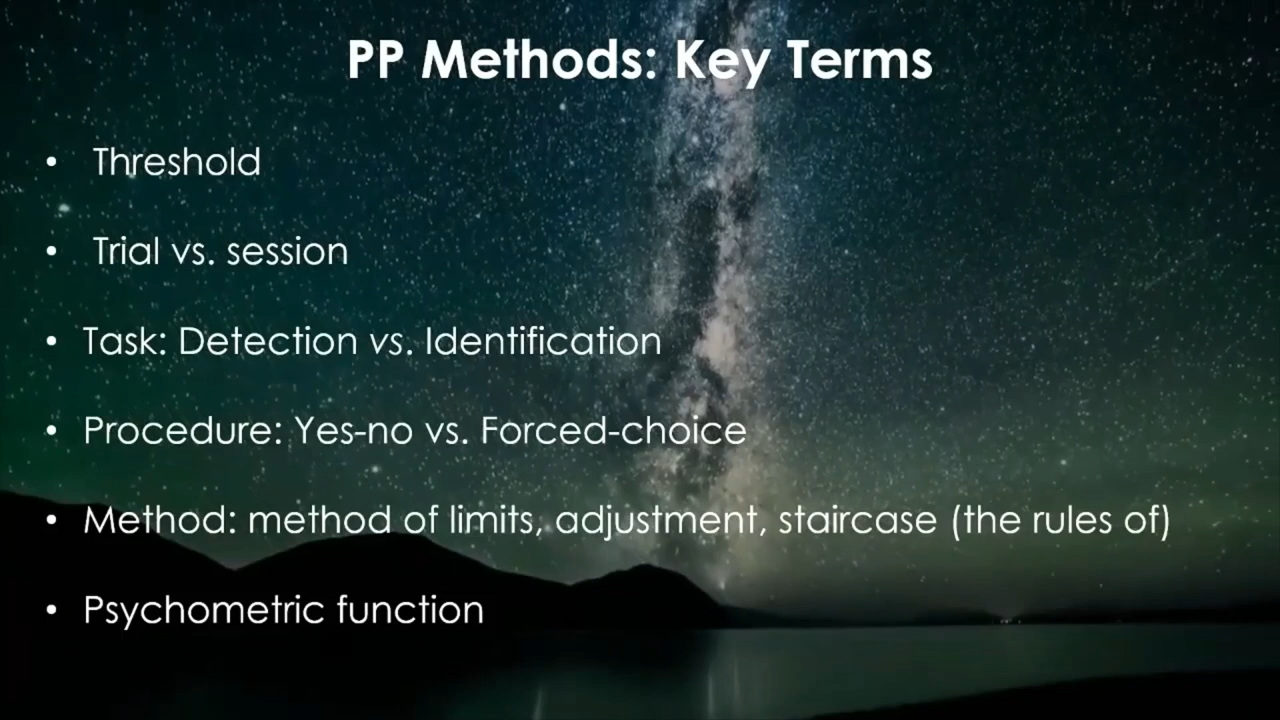 PP Methods: Key Terms
• Threshold
• Trial vs. session
• Task: Detection vs. Identification
• Procedure: Yes-no vs. Forced-choice
• Method: method of limits, adjustment, staircase (the rules of)
• Psychometric function